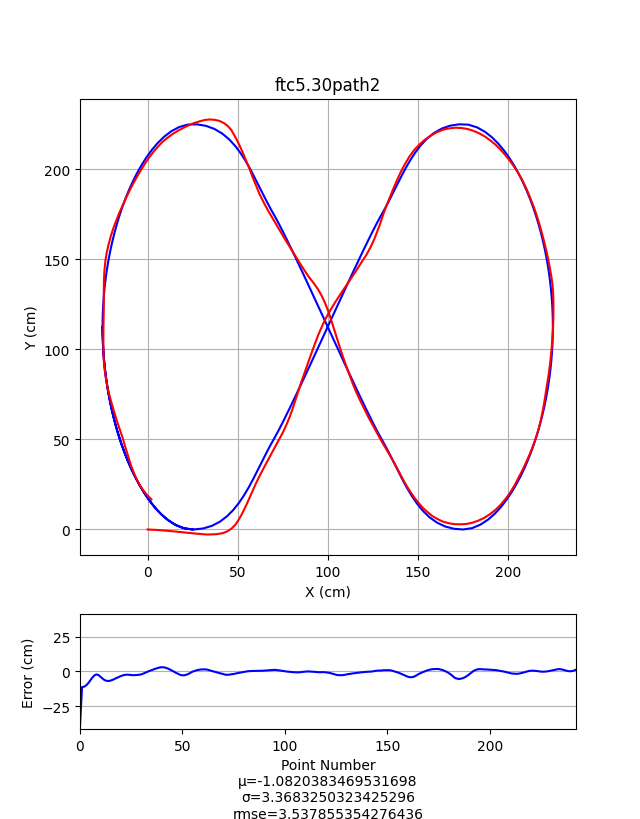 ftc5.30path2
200
150
100
50
0
Y (cm)
0 50 100 150 200
X (cm)
25
0
−25
Error (cm)
0 50 100 150 200
Point Number
μ=-1.0820383469531698
σ=3.3683250323425296
rmse=3.537855354276436